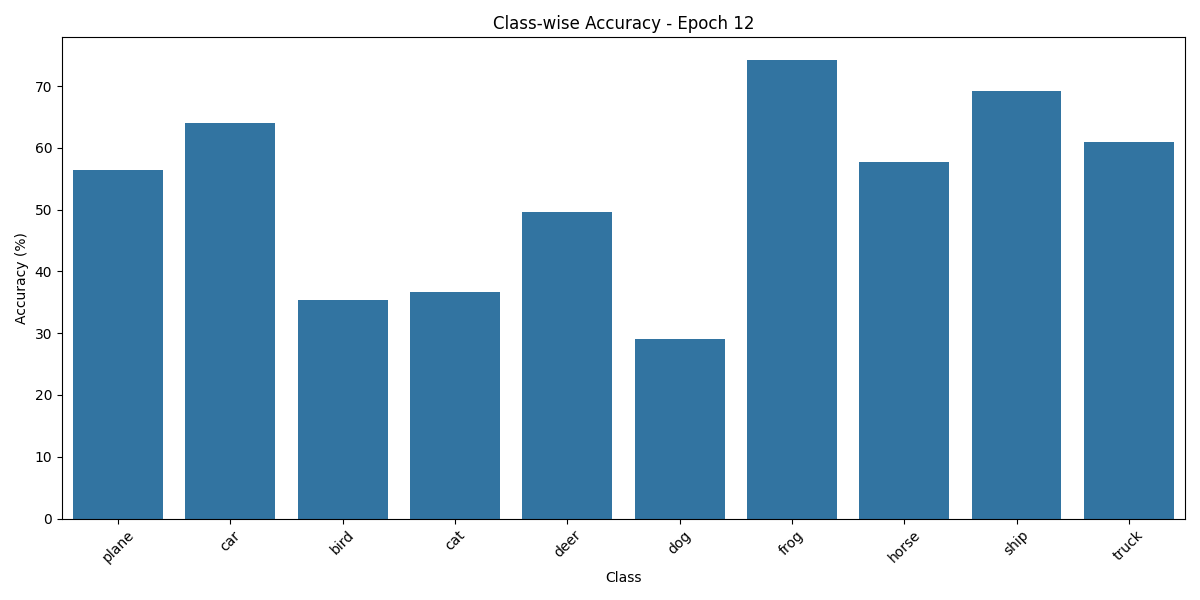 Class-wise Accuracy - Epoch 12
Accuracy (%)
70
60
50
40
30
20
10
0
plane
car
bird
cat
deer
dog
frog
horse
ship
truck
Class